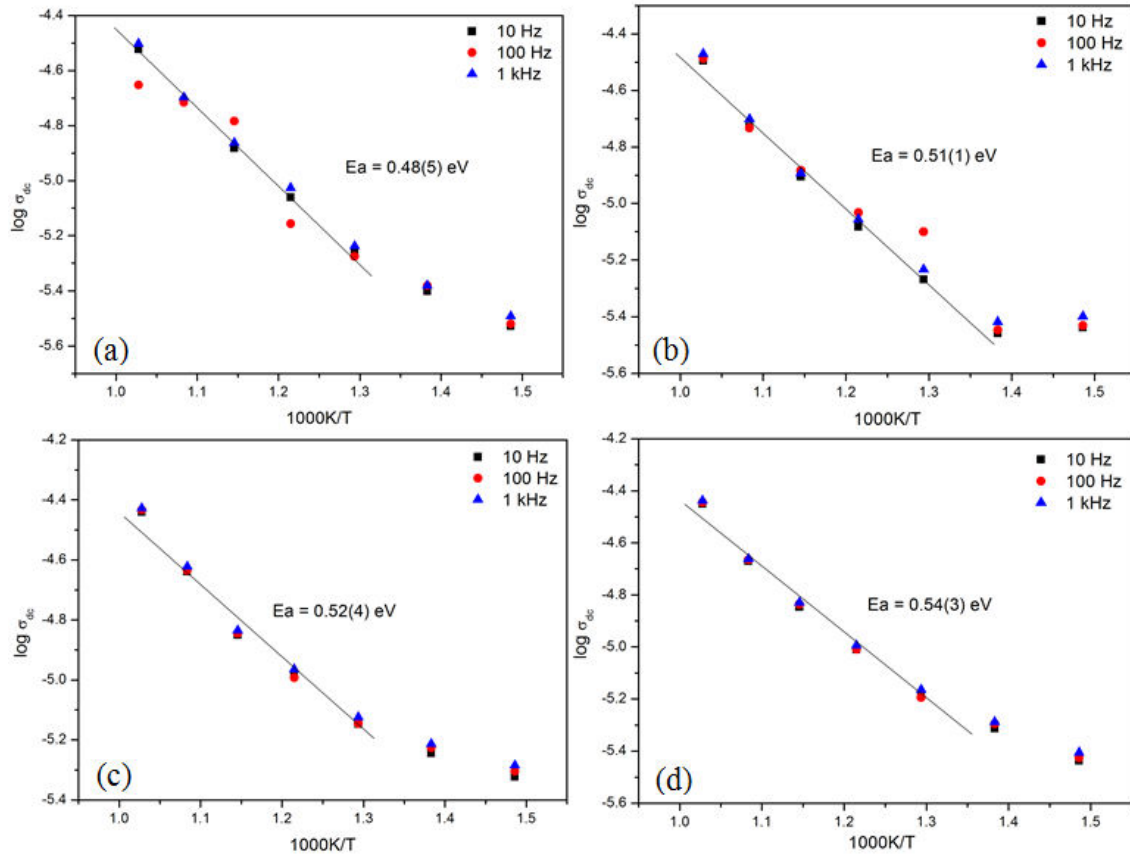 -4.4
-4.6
-4.8
-5.0
-5.2
-5.4
-5.6
log σdc
10 Hz
100 Hz
1 kHz
Ea = 0.48(5) eV
(a)
1.0 1.1 1.2 1.3 1.4 1.5
1000K/T
-4.4
-4.6
-4.8
-5.0
-5.2
-5.4
-5.6
log σdc
10 Hz
100 Hz
1 kHz
Ea = 0.51(1) eV
(b)
1.0 1.1 1.2 1.3 1.4 1.5
1000K/T
-4.2
-4.4
-4.6
-4.8
-5.0
-5.2
-5.4
log σdc
10 Hz
100 Hz
1 kHz
Ea = 0.52(4) eV
(c)
1.0 1.1 1.2 1.3 1.4 1.5
1000K/T
-4.2
-4.4
-4.6
-4.8
-5.0
-5.2
-5.4
-5.6
log σdc
10 Hz
100 Hz
1 kHz
Ea = 0.54(3) eV
(d)
1.0 1.1 1.2 1.3 1.4 1.5
1000K/T